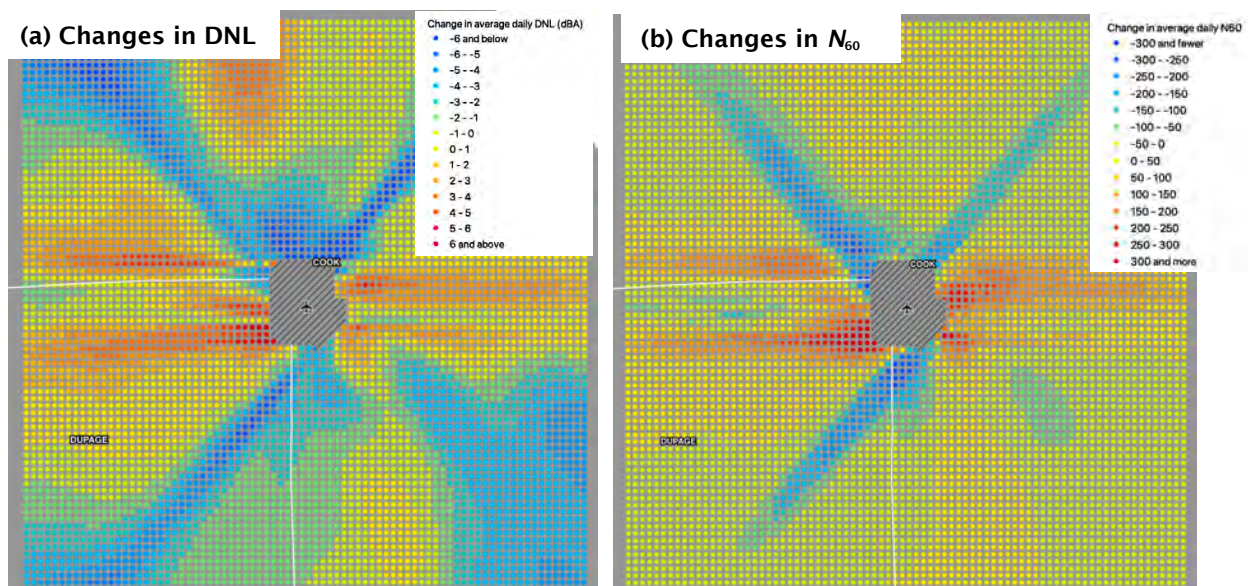 (a) Changes in DNL
Change in average daily DNL (dBA)
-6 and below
-6 - -5
-5 - -4
-4 - -3
-3 - -2
-2 - -1
-1 - 0
0 - 1
1 - 2
2 - 3
3 - 4
4 - 5
5 - 6
6 and above
COOK
DUPAGE
(b) Changes in N60
Change in average daily N60
-300 and fewer
-300 - -250
-250 - -200
-200 - -150
-150 - -100
-100 - -50
-50 - 0
0 - 50
50 - 100
100 - 150
150 - 200
200 - 250
250 - 300
300 and more
COOK
DUPAGE